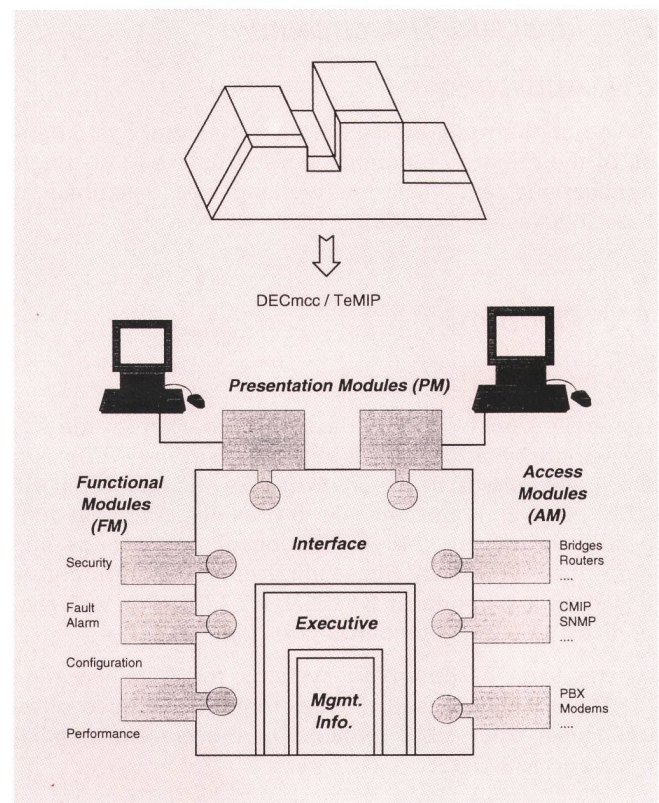 DECmcc / TeMIP
Presentation Modules (PM)
Functional
Modules
(FM)
Access
Modules
(AM)
Interface
Security
Bridges
Routers
....
Executive
Fault
Alarm
CMIP
SNMP
....
Configuration
Mgmt.
Info.
PBX
Modems
....
Performance